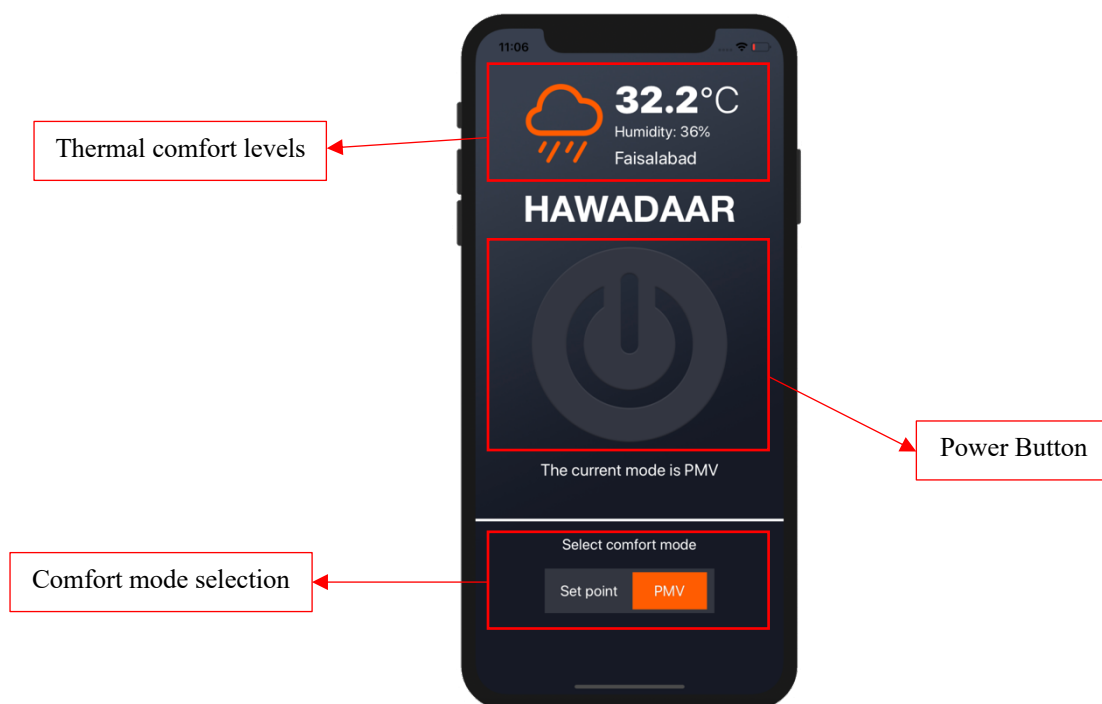 11:06
32.2°C
Humidity: 36%
Faisalabad
Thermal comfort levels
HAWADAAR
Power Button
The current mode is PMV
Select comfort mode
Comfort mode selection
Set point PMV